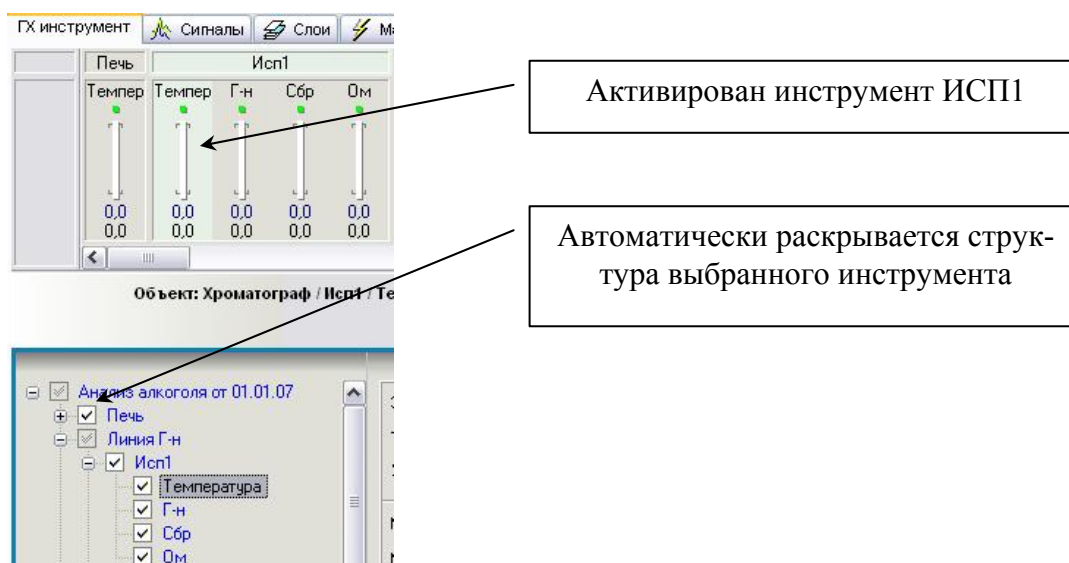 ГХ инструмент Сигналы Слои
Печь Исп1
Темпер Темпер Г-н Сбр Ом
0,0 0,0 0,0 0,0 0,0
0,0 0,0 0,0 0,0 0,0
Объект: Хроматограф / Исп1 / Те
Анализ алкоголя от 01.01.07
Печь
Линия Г-н
Исп1
Температура
Г-н
Сбр
Ом
Активирован инструмент ИСП1
Автоматически раскрывается струк-
тура выбранного инструмента